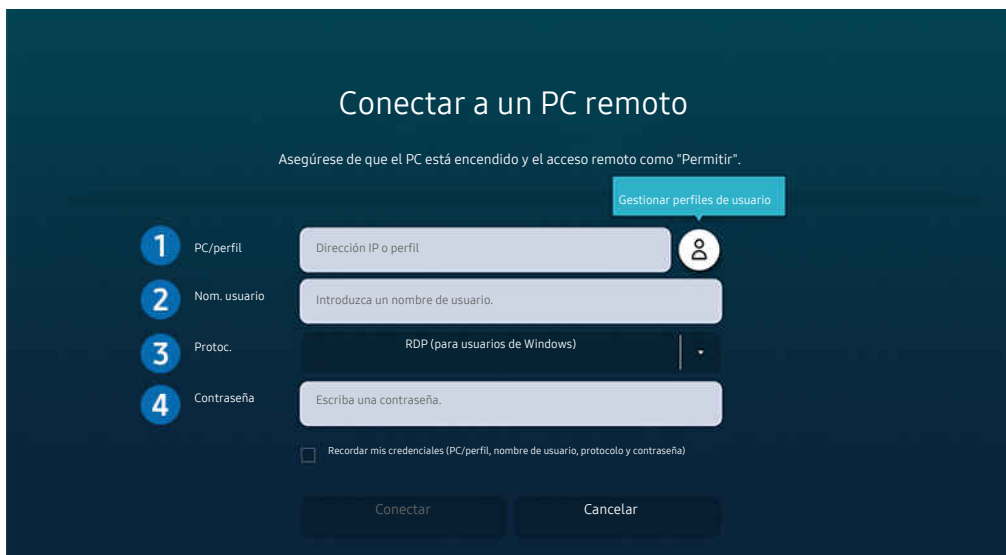 Conectar a un PC remoto
Asegúrese de que el PC está encendido y el acceso remoto como "Permitir".
Gestionar perfiles de usuario
1 PC/perfil Dirección IP o perfil
2 Nom. usuario Introduzca un nombre de usuario.
3 Protoc. RDP (para usuarios de Windows)
4 Contraseña Escriba una contraseña.
Recordar mis credenciales (PC/perfil, nombre de usuario, protocolo y contraseña)
Conectar Cancelar